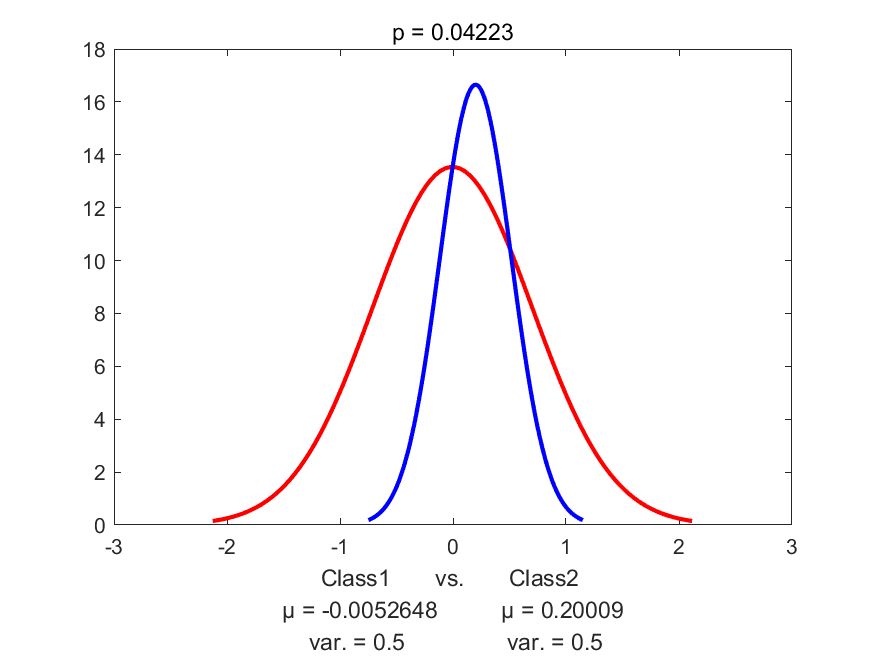 p = 0.04223
18
16
14
12
10
8
6
4
2
0
-3 -2 -1 0 1 2 3
Class1 vs. Class2
μ = -0.0052648 μ = 0.20009
var. = 0.5 var. = 0.5